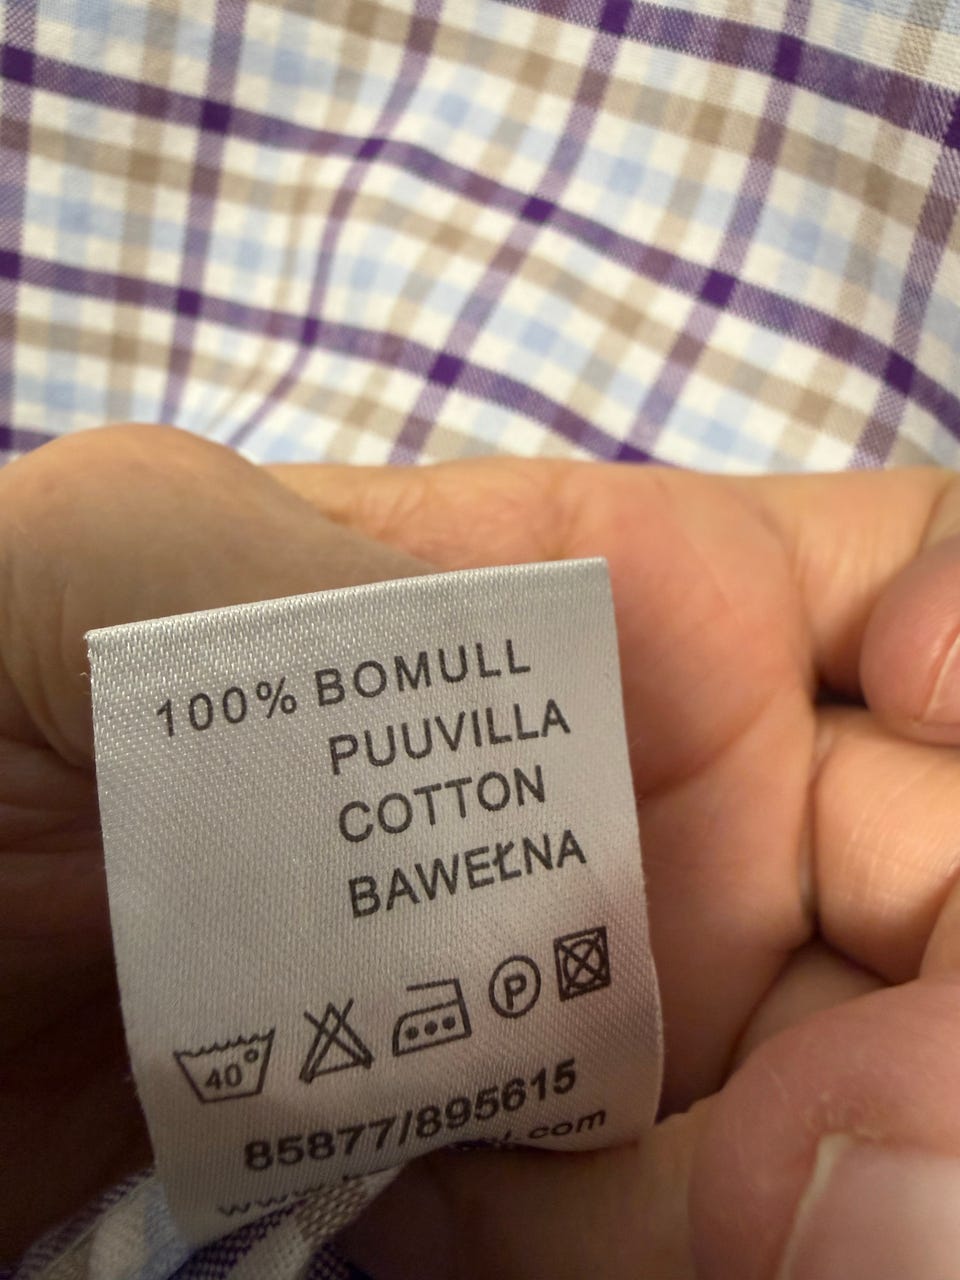 100% BOMULL
PUUVILLA
COTTON
BAWEŁNA
40°
P
85877/895615